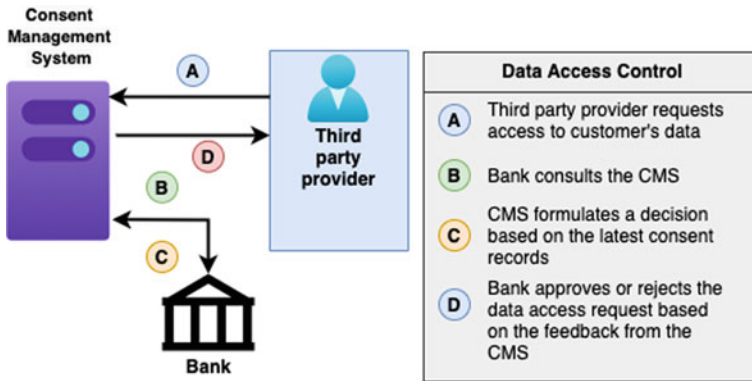 Consent
Management
System
A
D
B
C
Third
party
provider
Bank
Data Access Control
A
Third party provider requests
access to customer's data
B
Bank consults the CMS
C
CMS formulates a decision
based on the latest consent
records
D
Bank approves or rejects the
data access request based
on the feedback from the
CMS